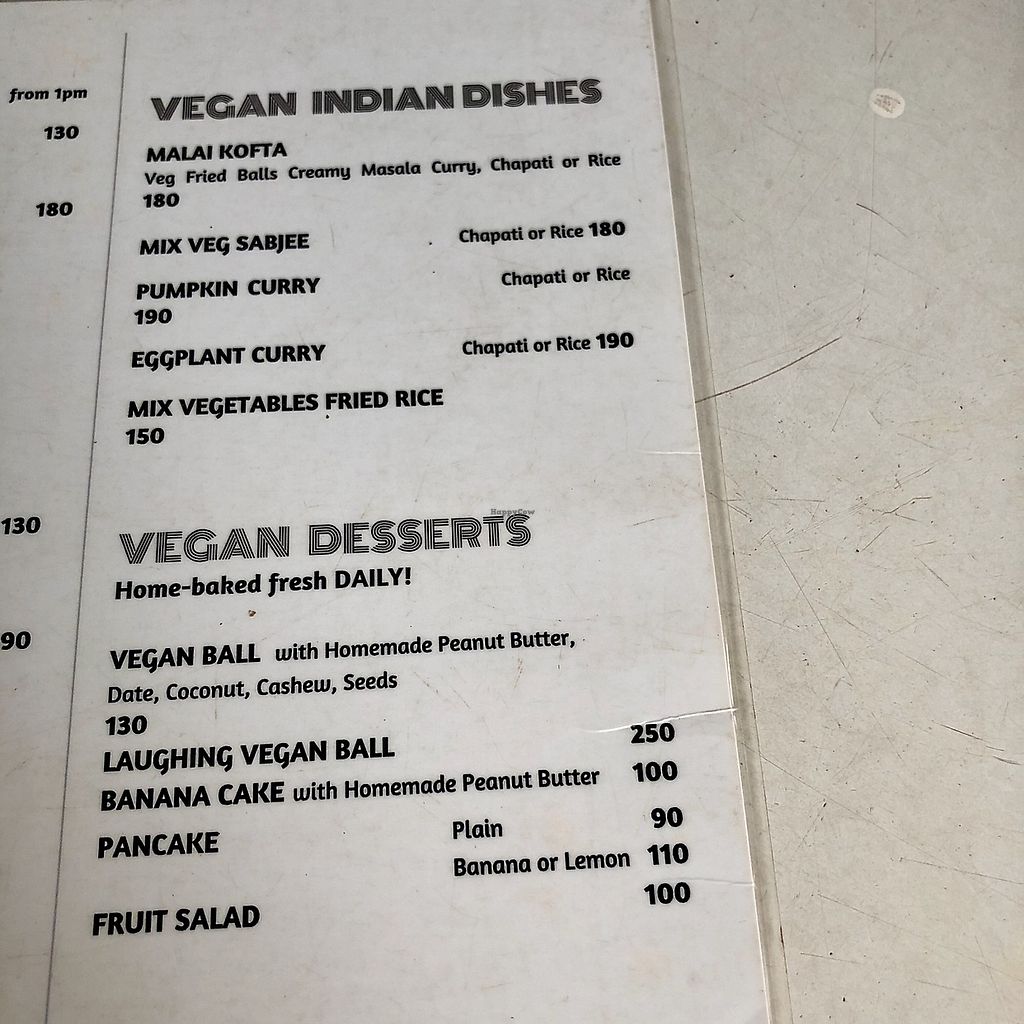 from 1pm
130
180
130
90
VEGAN INDIAN DISHES
MALAI KOFTA
Veg Fried Balls Creamy Masala Curry, Chapati or Rice
180
MIX VEG SABJEE Chapati or Rice 180
PUMPKIN CURRY Chapati or Rice
190
EGGPLANT CURRY Chapati or Rice 190
MIX VEGETABLES FRIED RICE
150
HappyCow
VEGAN DESSERTS
Home-baked fresh DAILY!
VEGAN BALL with Homemade Peanut Butter,
Date, Coconut, Cashew, Seeds
130
LAUGHING VEGAN BALL 250
BANANA CAKE with Homemade Peanut Butter 100
PANCAKE Plain 90
Banana or Lemon 110
FRUIT SALAD 100